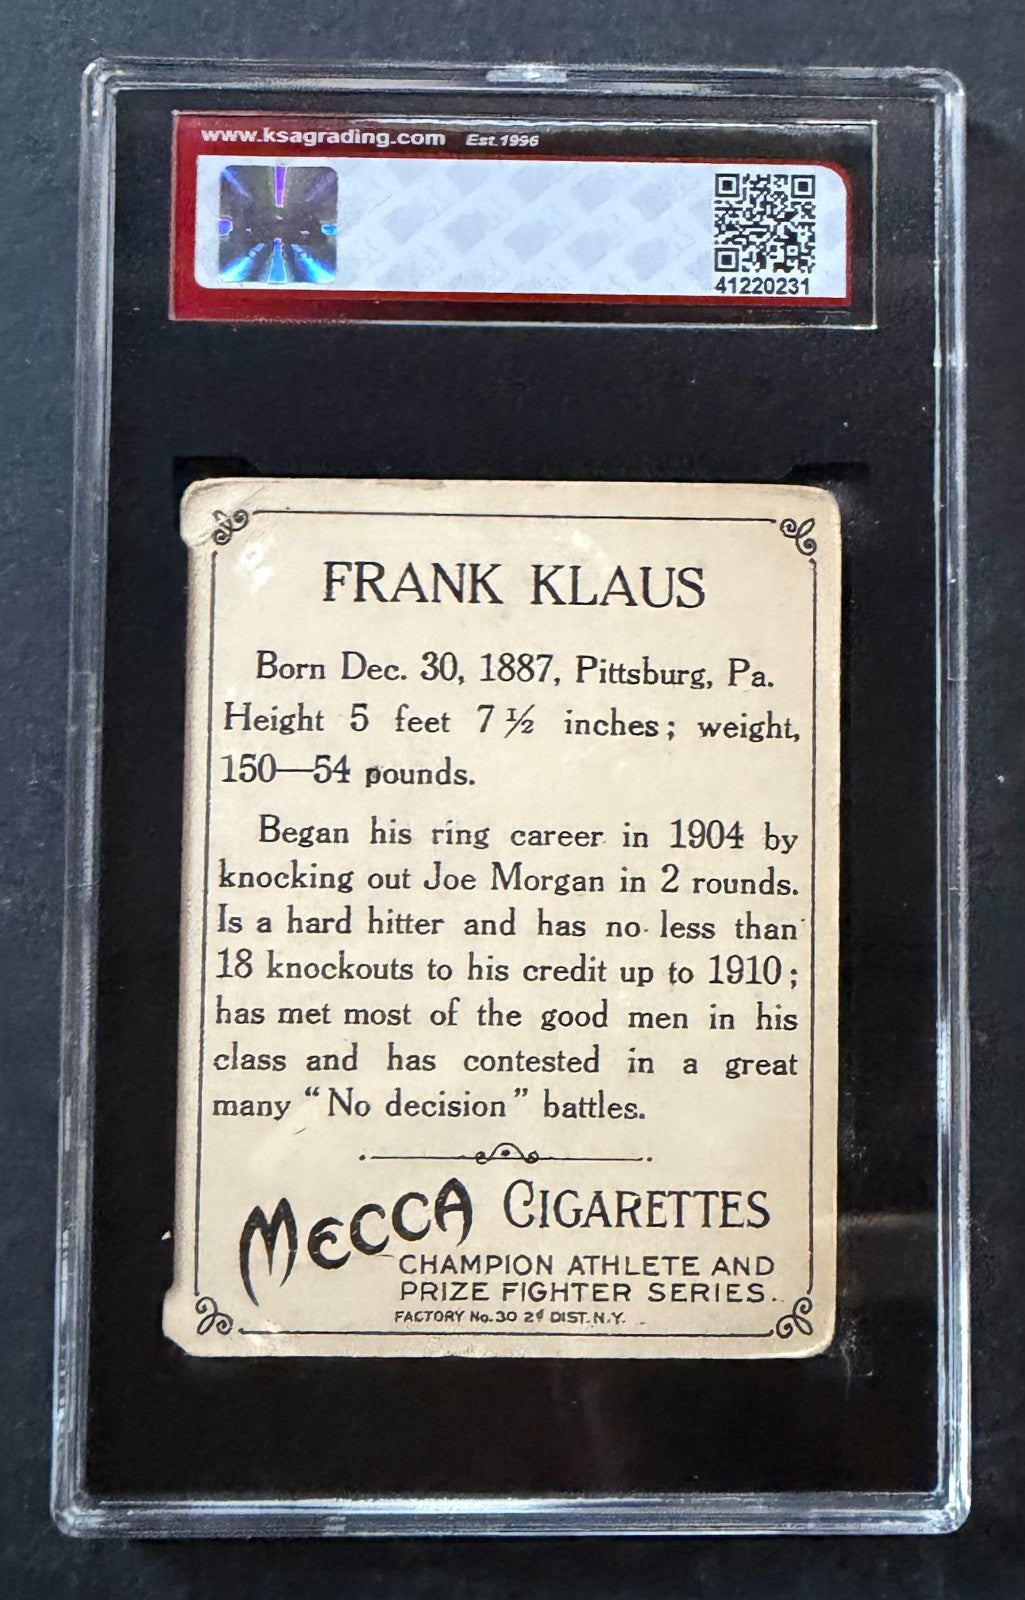 www.ksagrading.com Est.1996
41220231
FRANK KLAUS
Born Dec. 30, 1887, Pittsburg, Pa.
Height 5 feet 7 ½ inches; weight,
150—54 pounds.
Began his ring career in 1904 by
knocking out Joe Morgan in 2 rounds.
Is a hard hitter and has no less than
18 knockouts to his credit up to 1910;
has met most of the good men in his
class and has contested in a great
many “No decision” battles.
MECCA CIGARETTES
CHAMPION ATHLETE AND
PRIZE FIGHTER SERIES.
FACTORY No. 30 2d DIST. N.Y.